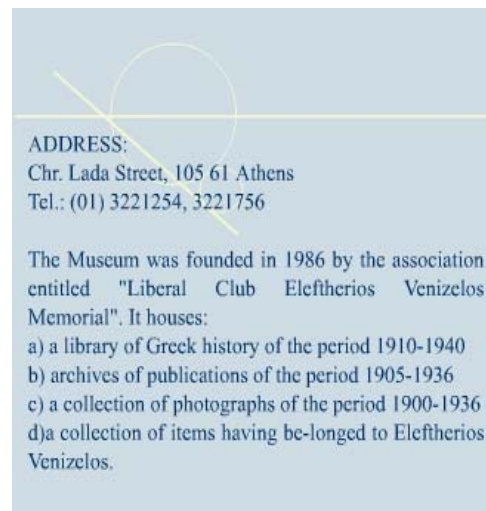 ADDRESS:
Chr. Lada Street, 105 61 Athens
Tel.: (01) 3221254, 3221756
The Museum was founded in 1986 by the association
entitled "Liberal Club Eleftherios Venizelos
Memorial". It houses:
a) a library of Greek history of the period 1910-1940
b) archives of publications of the period 1905-1936
c) a collection of photographs of the period 1900-1936
d)a collection of items having be-longed to Eleftherios
Venizelos.